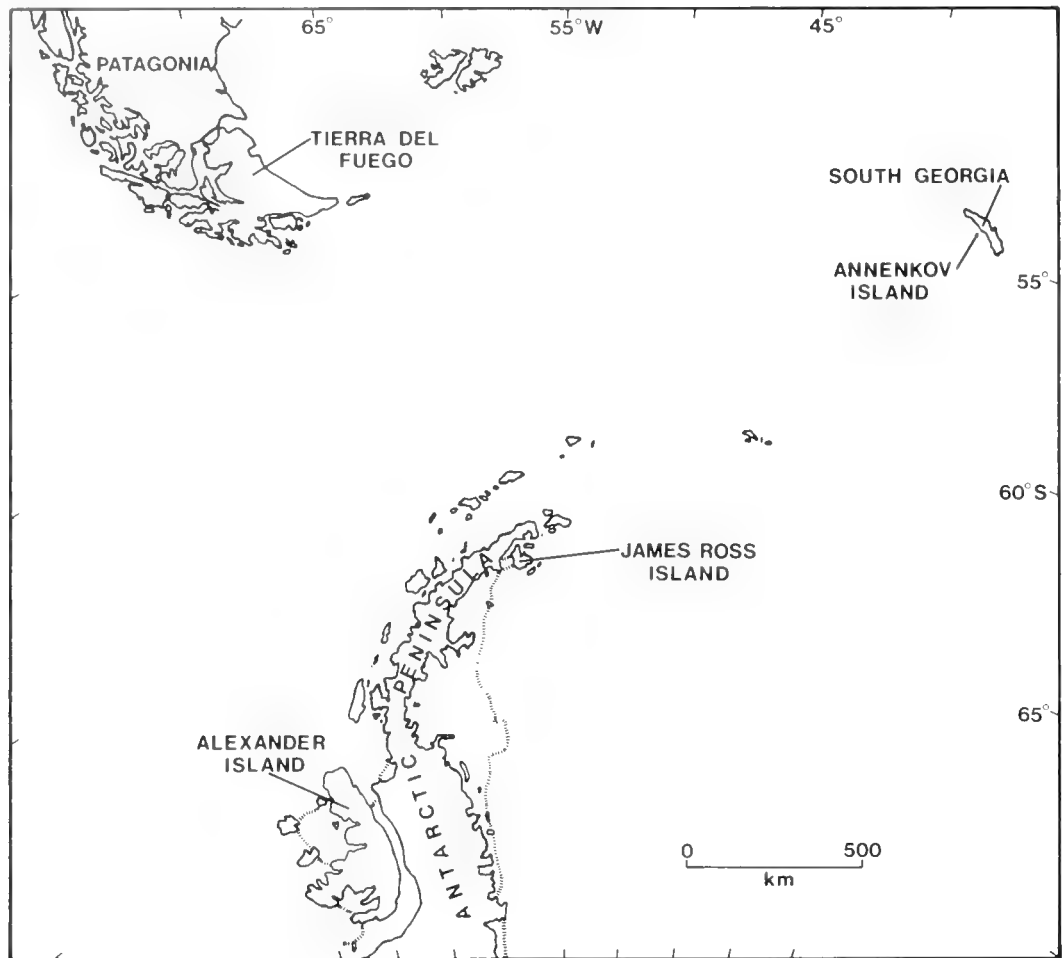 65°
55°W
45°
PATAGONIA
TIERRA DEL
FUEGO
SOUTH GEORGIA
ANNENKOV
ISLAND
55°
60°S
JAMES ROSS
ISLAND
ANTARCTIC PENINSULA
65°
ALEXANDER
ISLAND
0 500
km